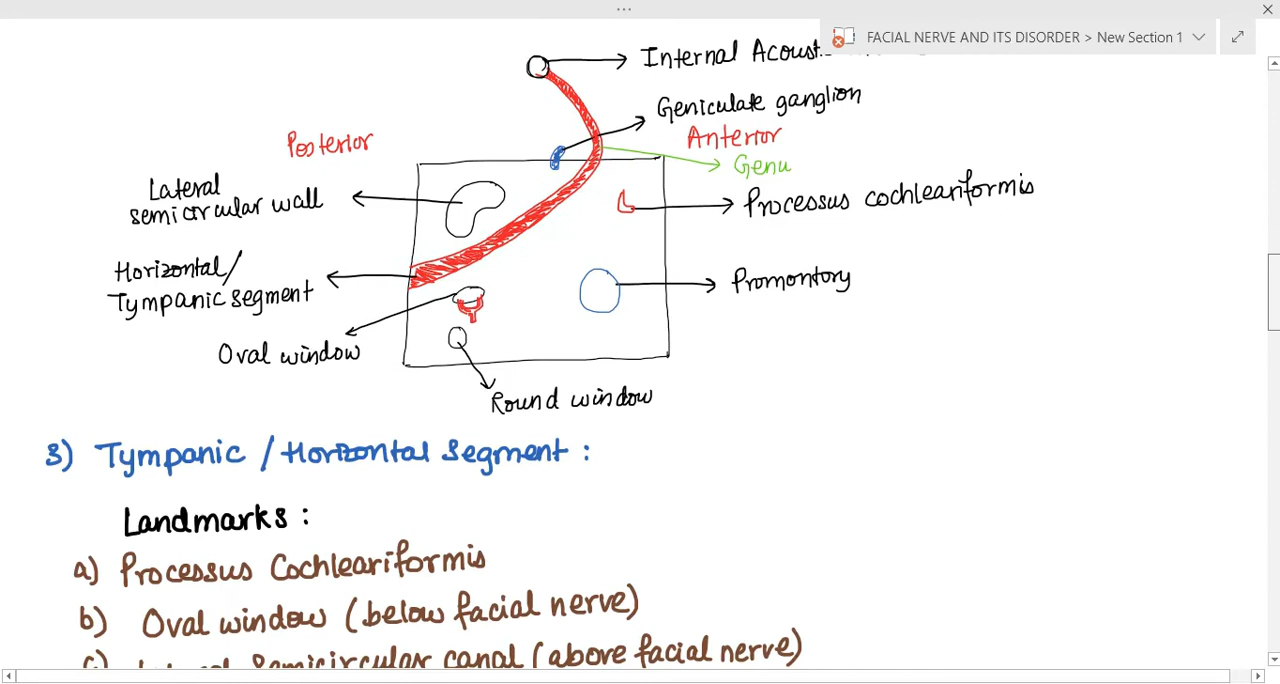 FACIAL NERVE AND ITS DISORDER > New Section 1
Internal
Geniculate ganglion
Posterior
Anterior
Genu
Lateral
semicircular wall
Processus cochleariformis
Horizontal/
Tympanic segment
Promontory
Oval window
Round window
3) Tympanic / Horizontal Segment :
Landmarks :
a) Processus Cochleariformis
b) Oval window (below facial nerve)
semicircular canal (above facial nerve)